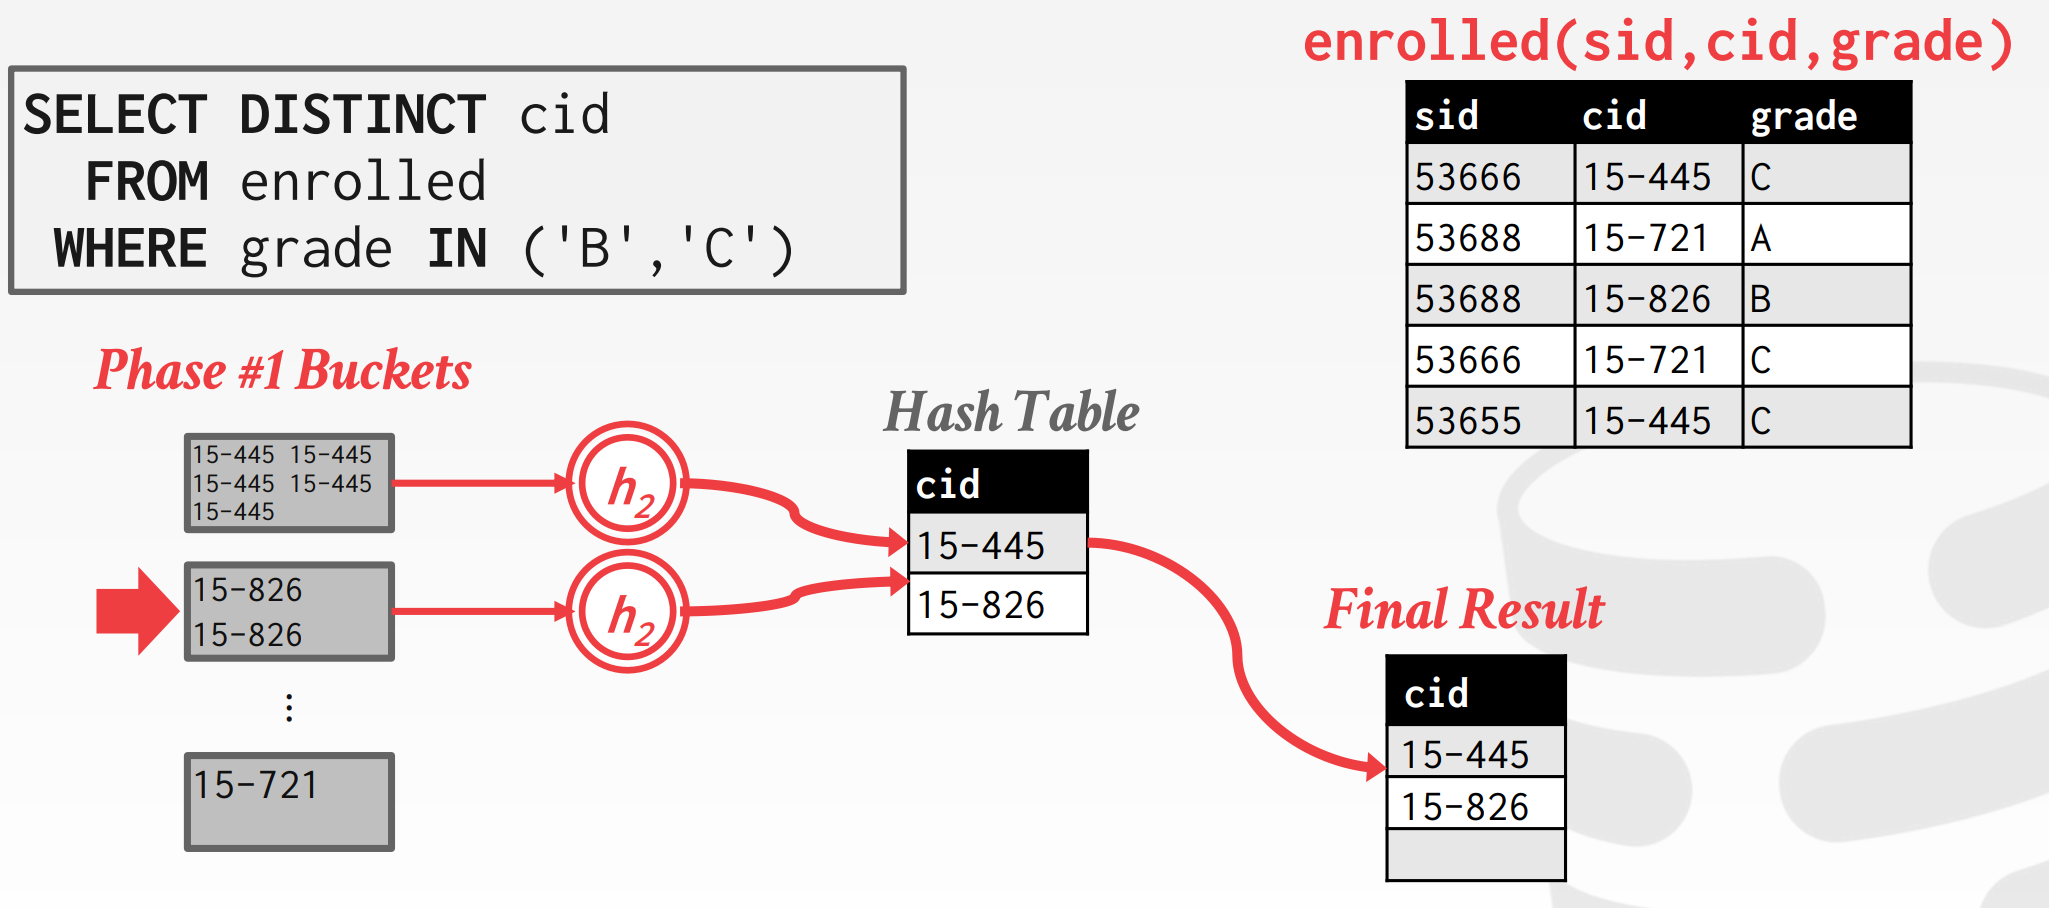 enrolled(sid,cid,grade)
SELECT DISTINCT cid
FROM enrolled
WHERE grade IN ('B','C')
sid cid grade
53666 15-445 C
53688 15-721 A
53688 15-826 B
53666 15-721 C
53655 15-445 C
Phase #1 Buckets
15-445 15-445
15-445 15-445
15-445
h2
15-826
15-826
h2
⋮
15-721
Hash Table
cid
15-445
15-826
Final Result
cid
15-445
15-826